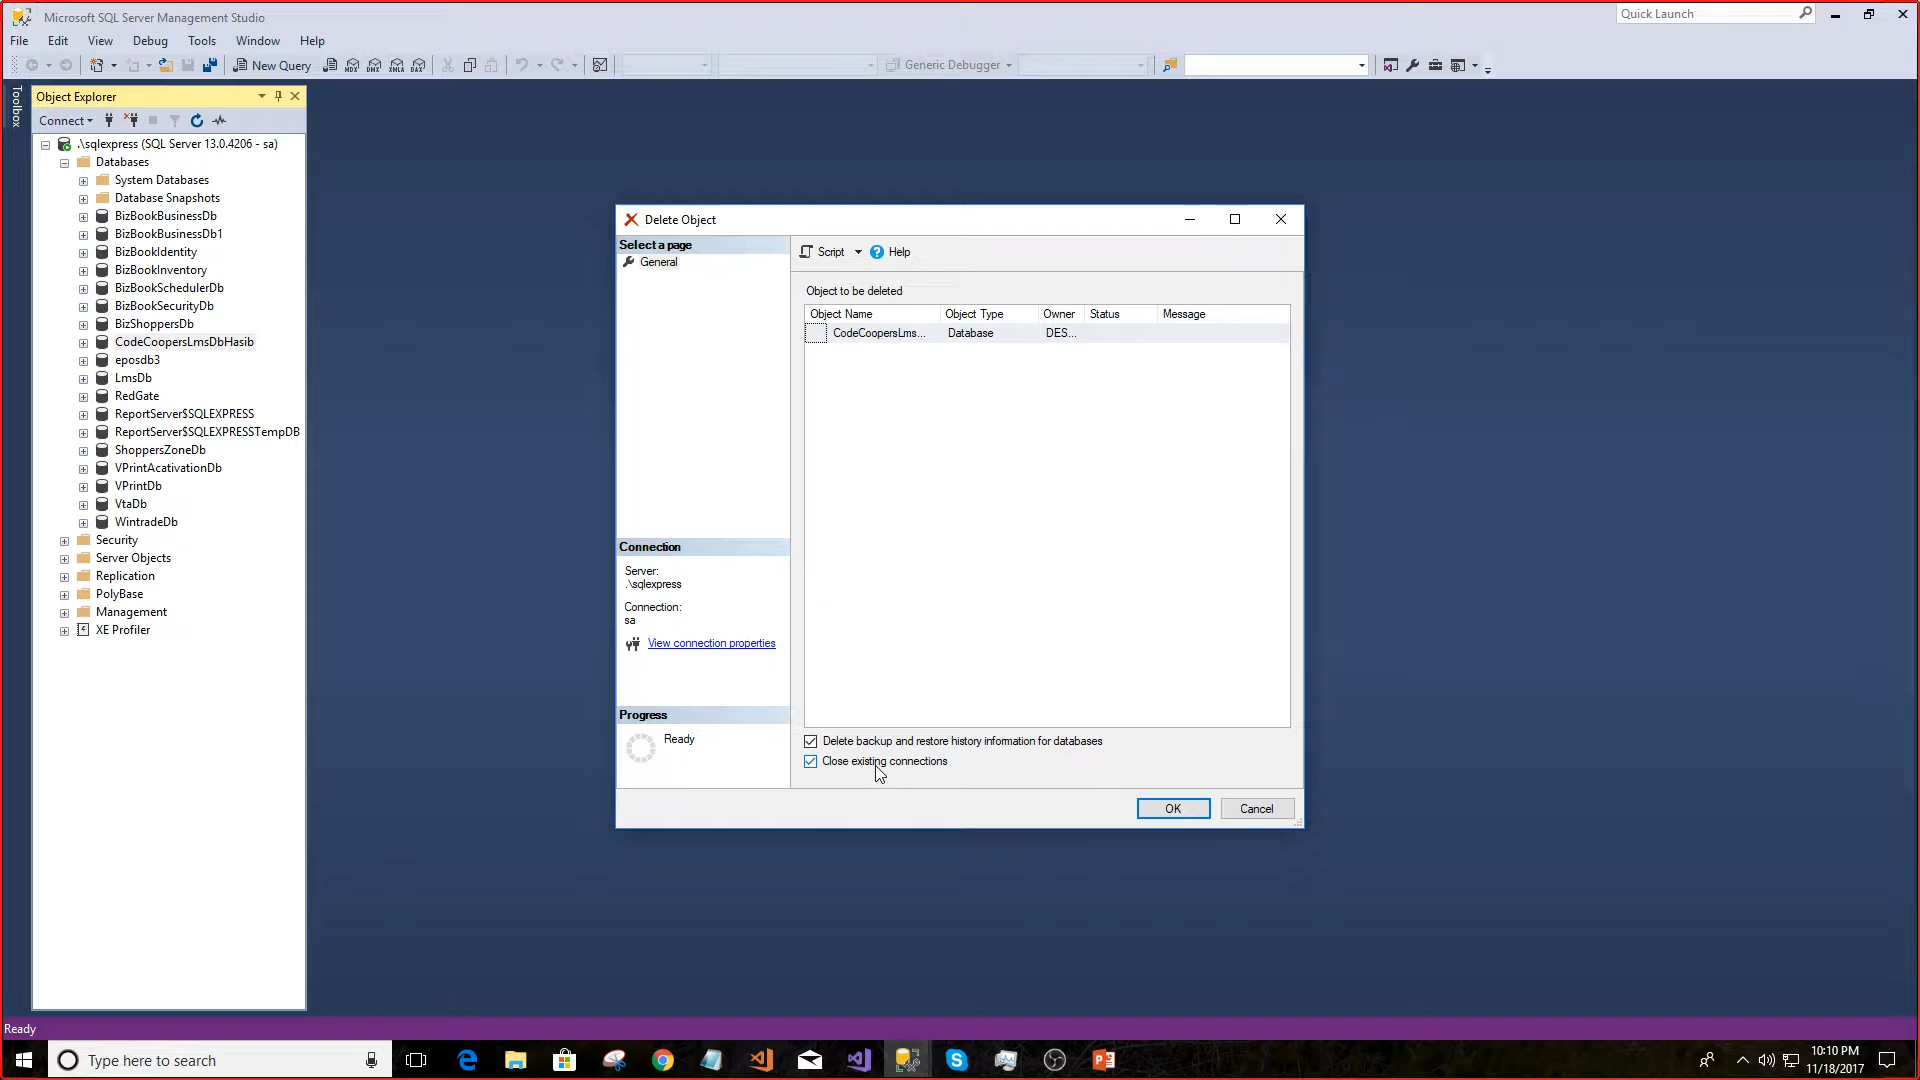 Microsoft SQL Server Management Studio
Quick Launch
File Edit View Debug Tools Window Help
New Query
Generic Debugger
Toolbox
Object Explorer
Connect
.\sqlexpress (SQL Server 13.0.4206 - sa)
Databases
System Databases
Database Snapshots
BizBookBusinessDb
BizBookBusinessDb1
BizBookIdentity
BizBookInventory
BizBookSchedulerDb
BizBookSecurityDb
BizShoppersDb
CodeCoopersLmsDbHasib
eposdb3
LmsDb
RedGate
ReportServer$SQLEXPRESS
ReportServer$SQLEXPRESSTempDB
ShoppersZoneDb
VPrintAcativationDb
VPrintDb
VtaDb
WintradeDb
Security
Server Objects
Replication
PolyBase
Management
XE Profiler
Delete Object
Select a page
General
Script Help
Object to be deleted
Object Name Object Type Owner Status Message
CodeCoopersLms... Database DES...
Connection
Server:
.\sqlexpress
Connection:
sa
View connection properties
Progress
Ready
Delete backup and restore history information for databases
Close existing connections
OK Cancel
Ready
Type here to search
10:10 PM
11/18/2017